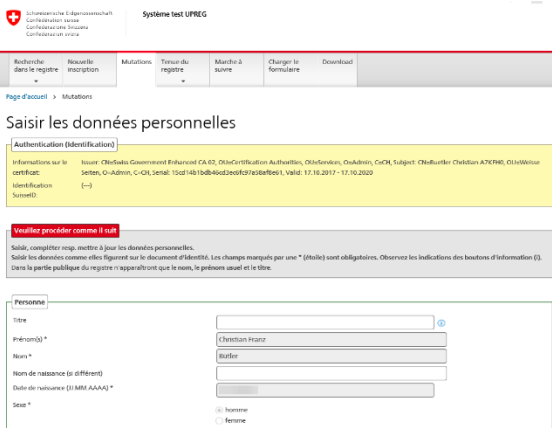 Schweizerische Eidgenossenschaft
Confédération suisse
Confederazione Svizzera
Confederaziun svizra
Système test UPREG
Recherche dans le registre
Nouvelle inscription
Mutations
Tenue du registre
Marche à suivre
Charger le formulaire
Download
Page d'accueil > Mutations
Saisir les données personnelles
Authentication (Identification)
Informations sur le certificat: Issuer: CN=Swiss Government Enhanced CA 02, OU=Certification Authorities, OU=Services, O=Admin, C=CH, Subject: CN=Buetler Christian A7KFH0, OU=Weisse
Seiten, O=Admin, C=CH, Serial: Valid: 17.10.2017 - 17.10.2020
Identification SuisseID: (---)
Veuillez procéder comme il suit
Saisir, compléter resp. mettre à jour les données personnelles.
Saisir les données comme elles figurent sur le document d'identité. Les champs marqués par une * (étoile) sont obligatoires. Observez les indications des boutons d'information (i).
Dans la partie publique du registre n'apparaîtront que le nom, le prénom usuel et le titre.
Personne
Titre
Prénom(s) * Christian Franz
Nom * Bütler
Nom de naissance (si différent)
Date de naissance (JJ.MM.AAAA) *
Sexe *
homme
femme